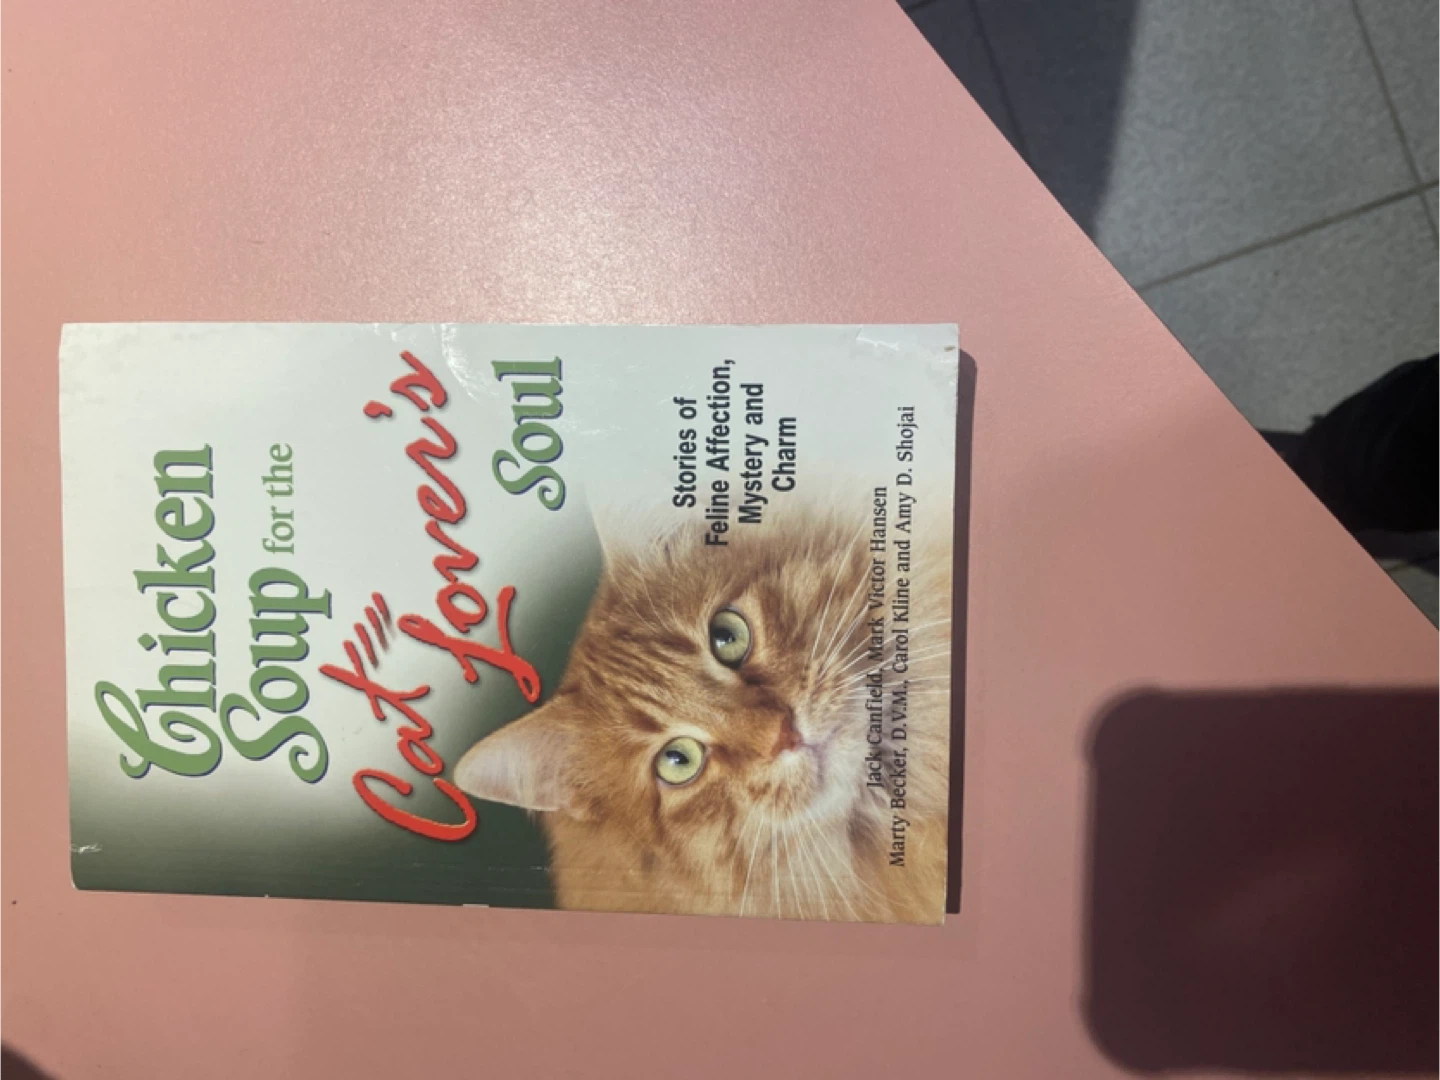 Chicken
Soup for the
Cat
Lover's
Soul
Stories of
Feline Affection,
Mystery and
Charm
Jack Canfield, Mark Victor Hansen
Marty Becker, D.V.M., Carol Kline and Amy D. Shojai